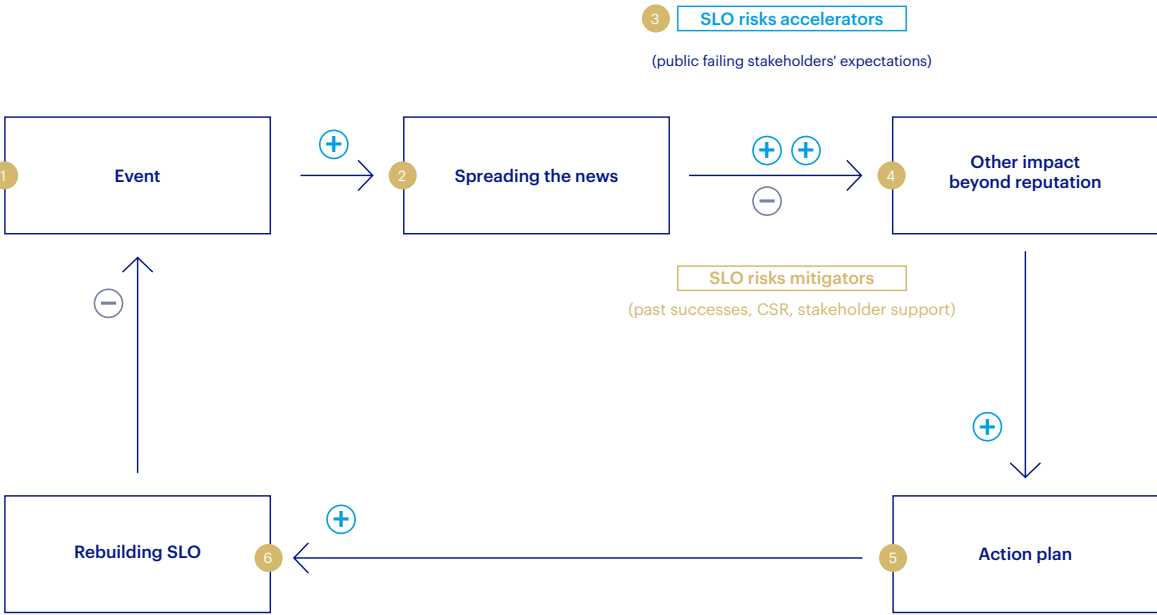 3 SLO risks accelerators
(public failing stakeholders' expectations)
1 Event
2 Spreading the news
4 Other impact
beyond reputation
SLO risks mitigators
(past successes, CSR, stakeholder support)
Rebuilding SLO 6
5 Action plan